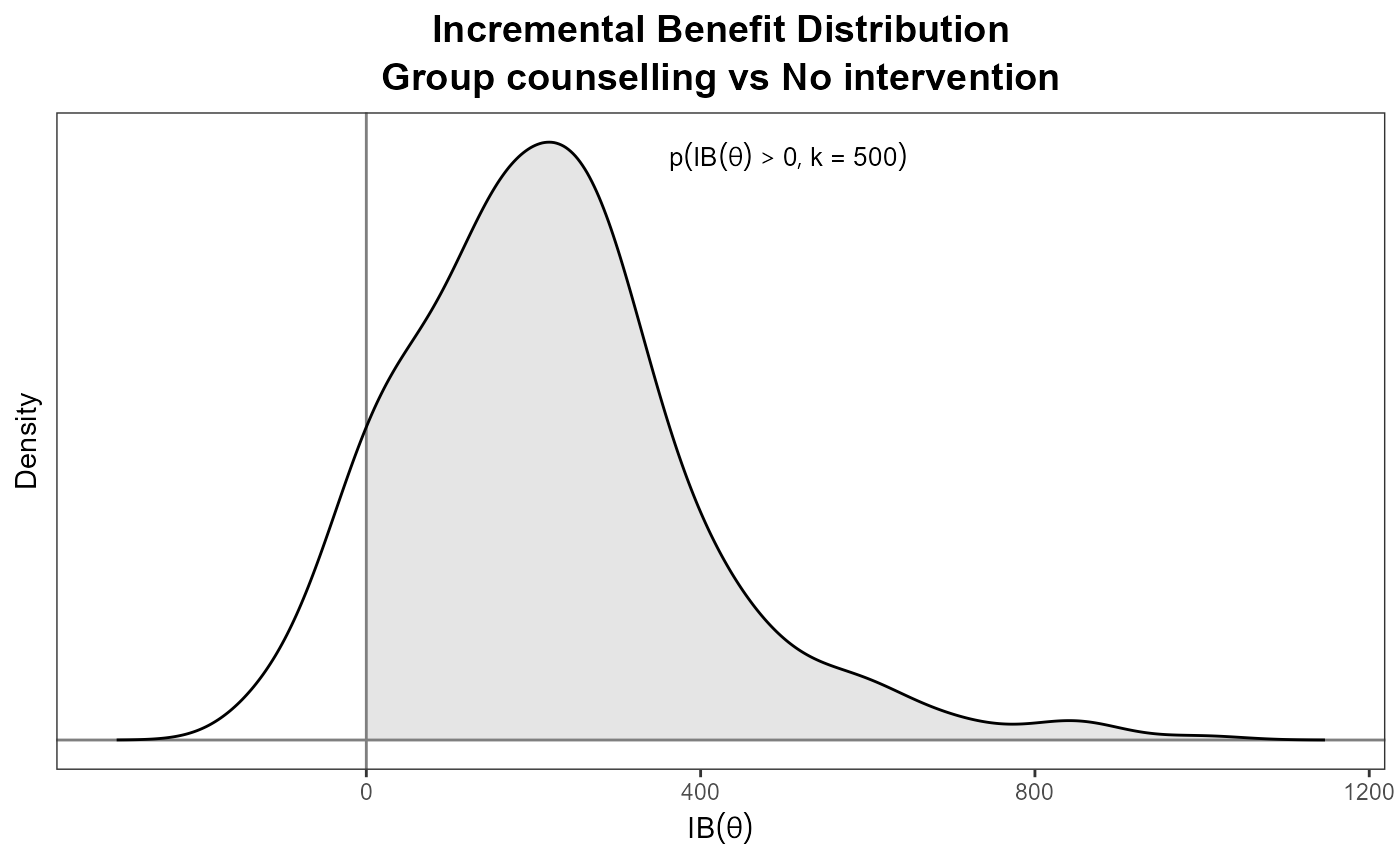 Incremental Benefit Distribution
Group counselling vs No intervention
p(IB(θ) > 0, k = 500)
Density
0 400 800 1200
IB(θ)